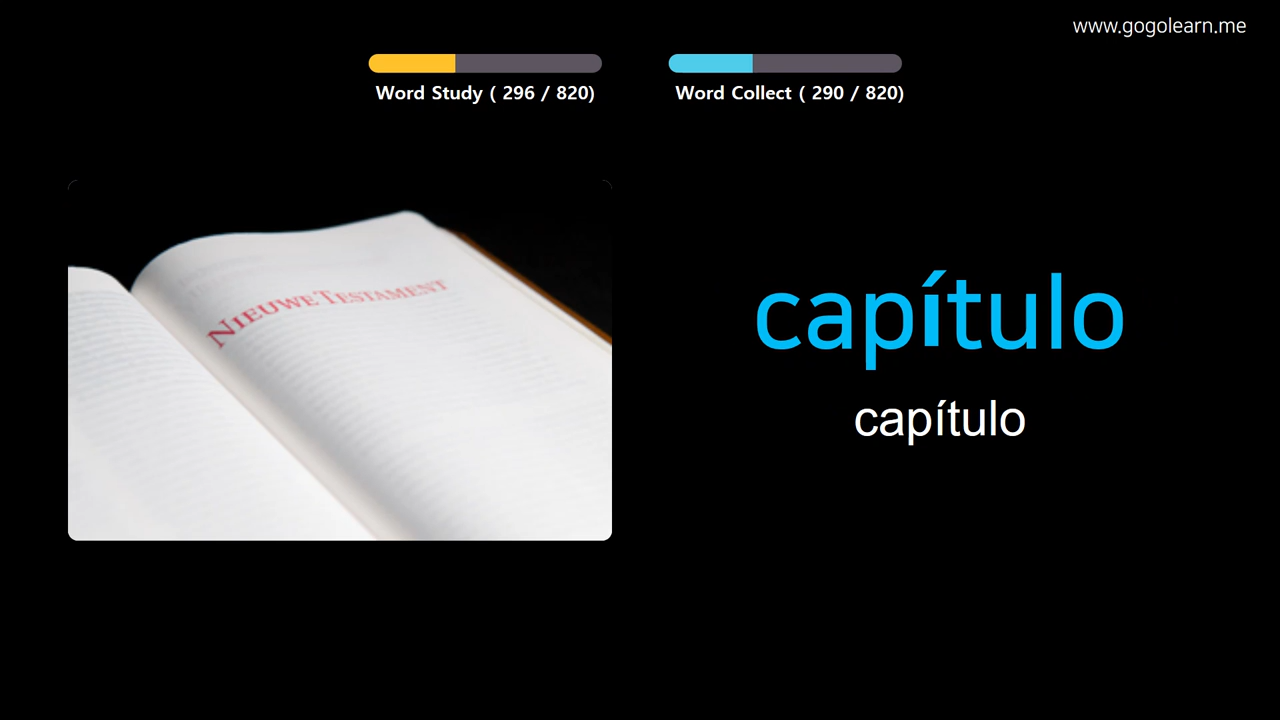 www.gogolearn.me
Word Study ( 296 / 820)
Word Collect ( 290 / 820)
NIEUWE TESTAMENT
capítulo
capítulo